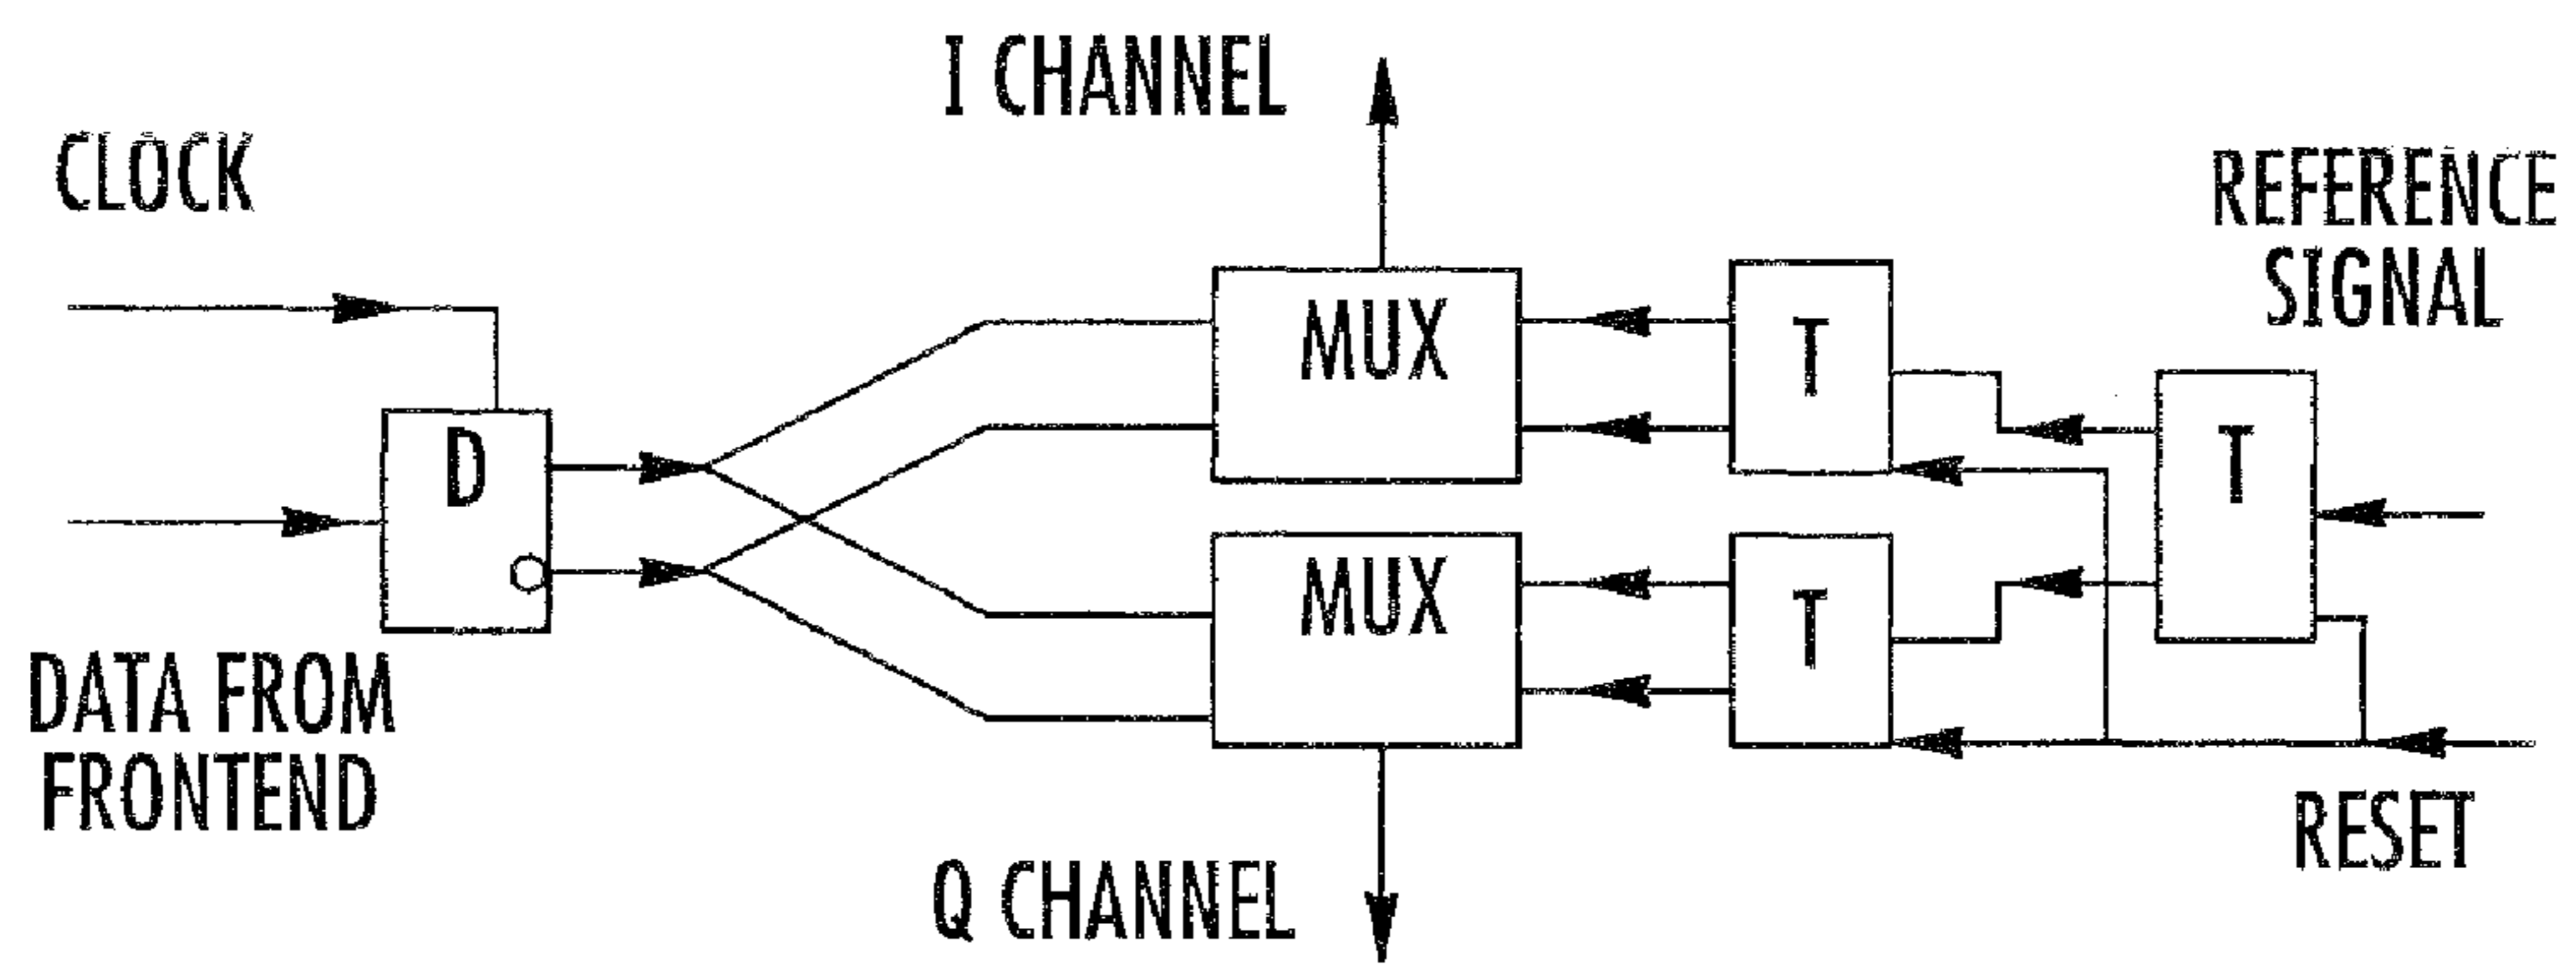 I CHANNEL
CLOCK
REFERENCE
SIGNAL
MUX
T
D
T
MUX
T
DATA FROM
FRONTEND
RESET
Q CHANNEL